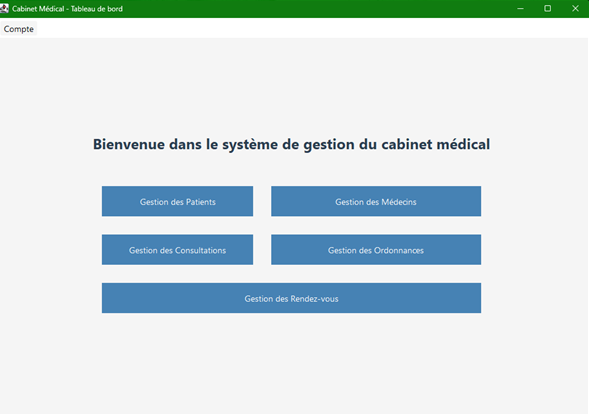 Cabinet Médical - Tableau de bord
Compte
Bienvenue dans le système de gestion du cabinet médical
Gestion des Patients
Gestion des Médecins
Gestion des Consultations
Gestion des Ordonnances
Gestion des Rendez-vous